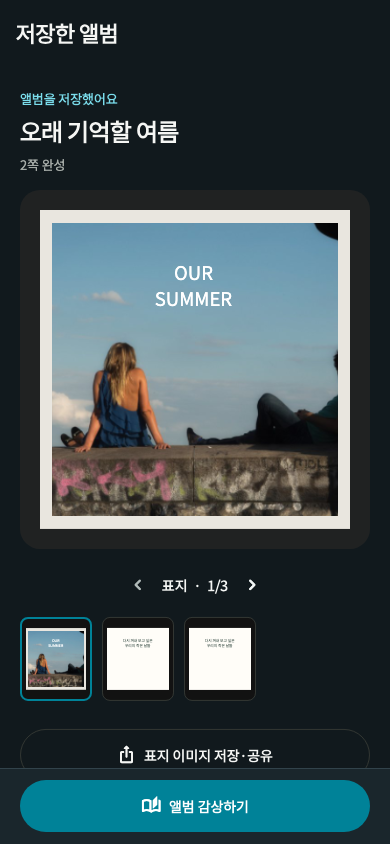 저장한 앨범
앨범을 저장했어요
오래 기억할 여름
2쪽 완성
OUR
SUMMER
표지 · 1/3
OUR
SUMMER
표지 이미지 저장·공유
앨범 감상하기